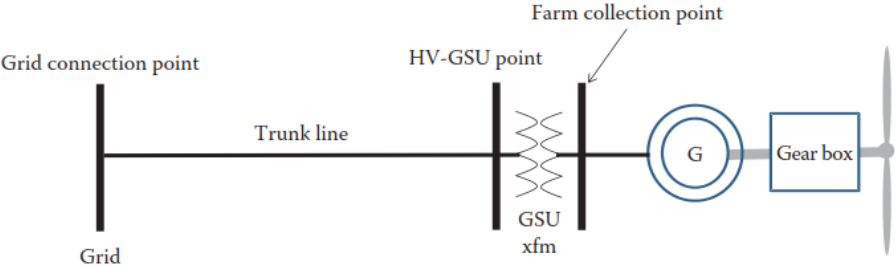 Farm collection point
HV-GSU point
Grid connection point
Trunk line
G
Gear box
GSU
xfm
Grid